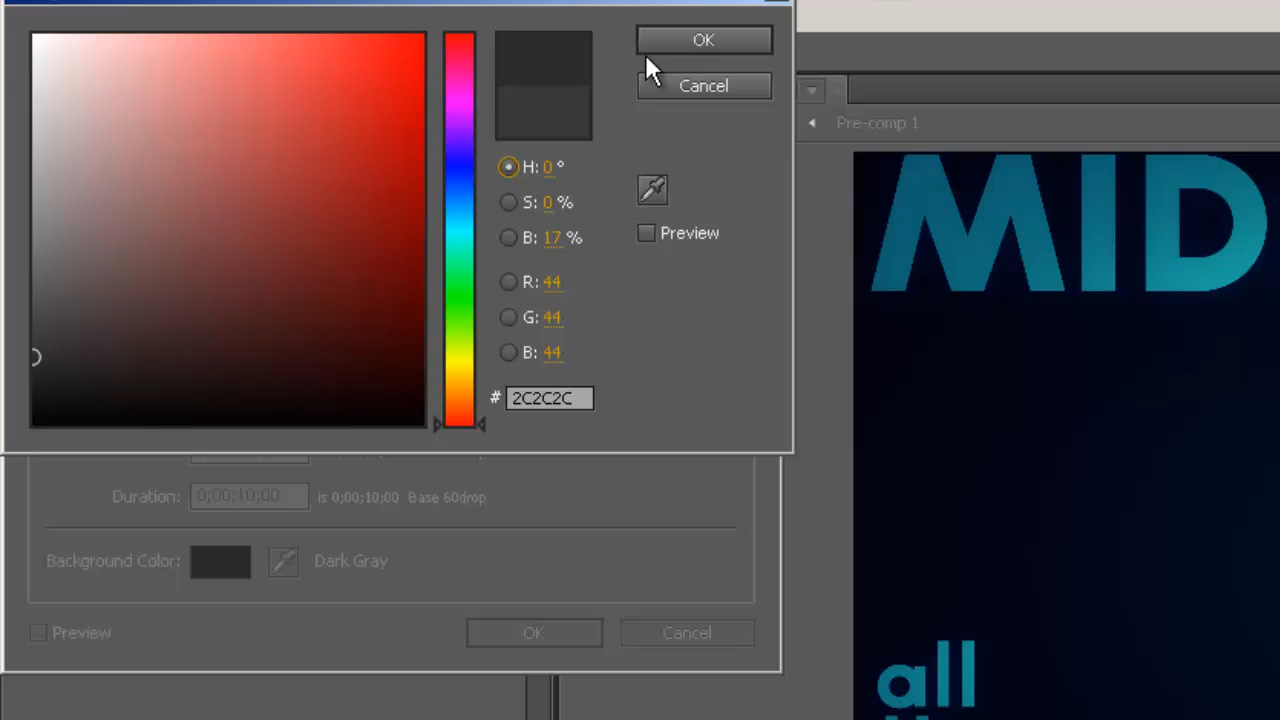 OK
Cancel
H: 0 °
S: 0 %
Preview
B: 17 %
R: 44
G: 44
B: 44
# 2C2C2C
Pre-comp 1
MID
Duration: 0;00;10;00 is 0;00;10;00 Base 60drop
Background Color: Dark Gray
Preview OK Cancel
all